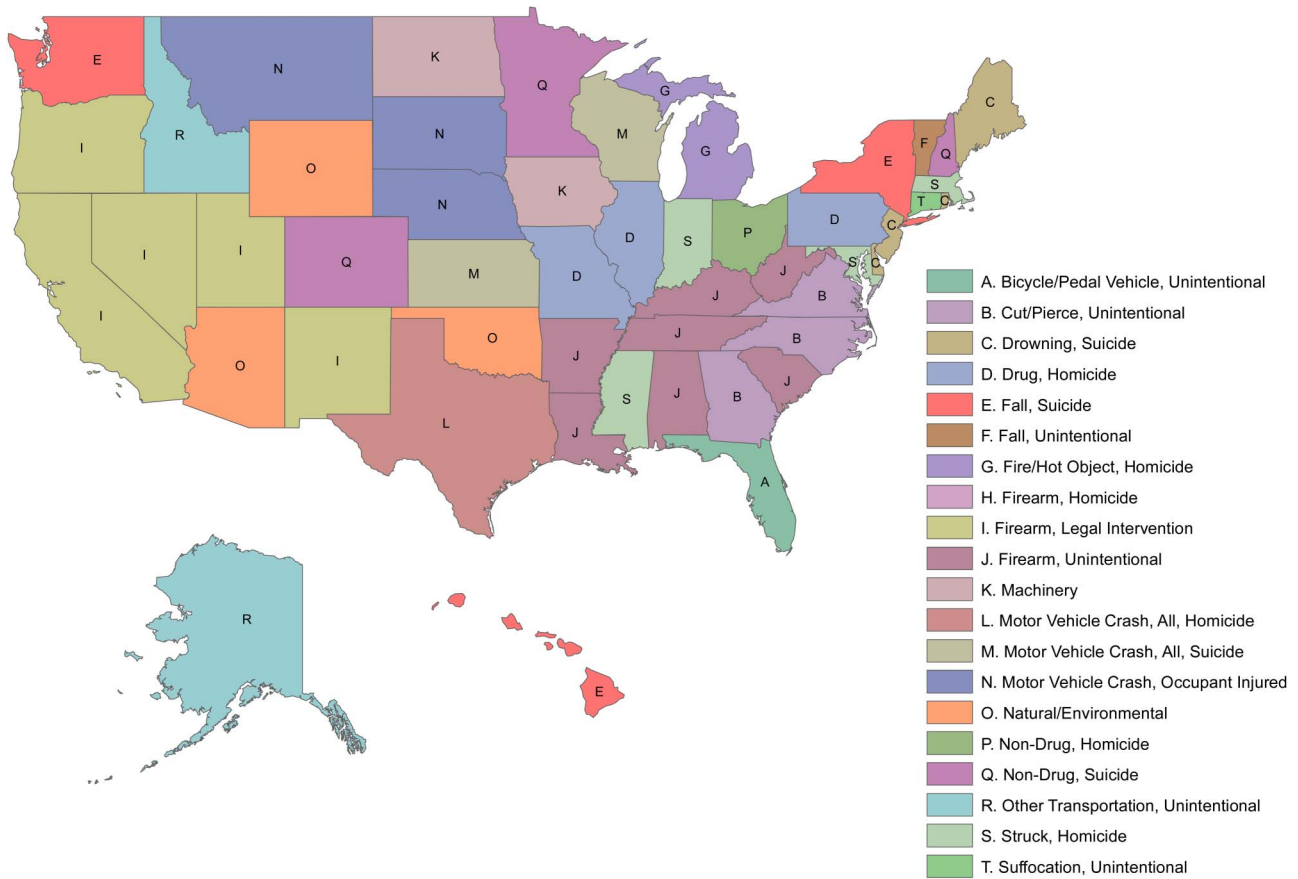 E
N
K
Q
G
C
I
R
N
M
G
E
F
Q
O
K
S
N
T
C
I
I
Q
M
D
D
S
P
D
C
J
S
C
I
D
J
B
O
I
O
J
J
B
L
J
S
J
B
J
A
R
E
A. Bicycle/Pedal Vehicle, Unintentional
B. Cut/Pierce, Unintentional
C. Drowning, Suicide
D. Drug, Homicide
E. Fall, Suicide
F. Fall, Unintentional
G. Fire/Hot Object, Homicide
H. Firearm, Homicide
I. Firearm, Legal Intervention
J. Firearm, Unintentional
K. Machinery
L. Motor Vehicle Crash, All, Homicide
M. Motor Vehicle Crash, All, Suicide
N. Motor Vehicle Crash, Occupant Injured
O. Natural/Environmental
P. Non-Drug, Homicide
Q. Non-Drug, Suicide
R. Other Transportation, Unintentional
S. Struck, Homicide
T. Suffocation, Unintentional